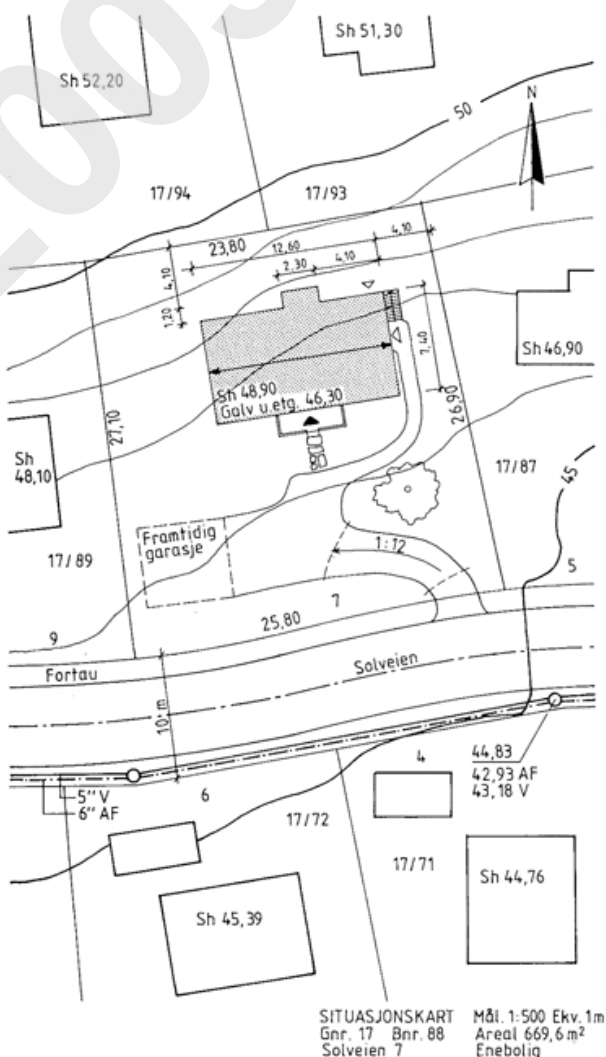 Sh 51,30
Sh 52,20
50
N
17/94
17/93
23,80
12,60
4,10
4,10
2,30
4,10
1,20
7,40
Sh 46,90
Sh 48,90
Golv u.etg. 46,30
27,10
26,90
Sh
48,10
17/87
45
Framtidig
garasje
1:12
17/89
5
7
25,80
9
Fortau
Solveien
10 m
44,83
42,93 AF
43,18 V
4
5" V
6" AF
6
17/72
17/71
Sh 44,76
Sh 45,39
SITUASJONSKART Mål. 1:500 Ekv. 1m
Gnr. 17 Bnr. 88 Areal 669,6 m²
Solveien 7 Enebolig